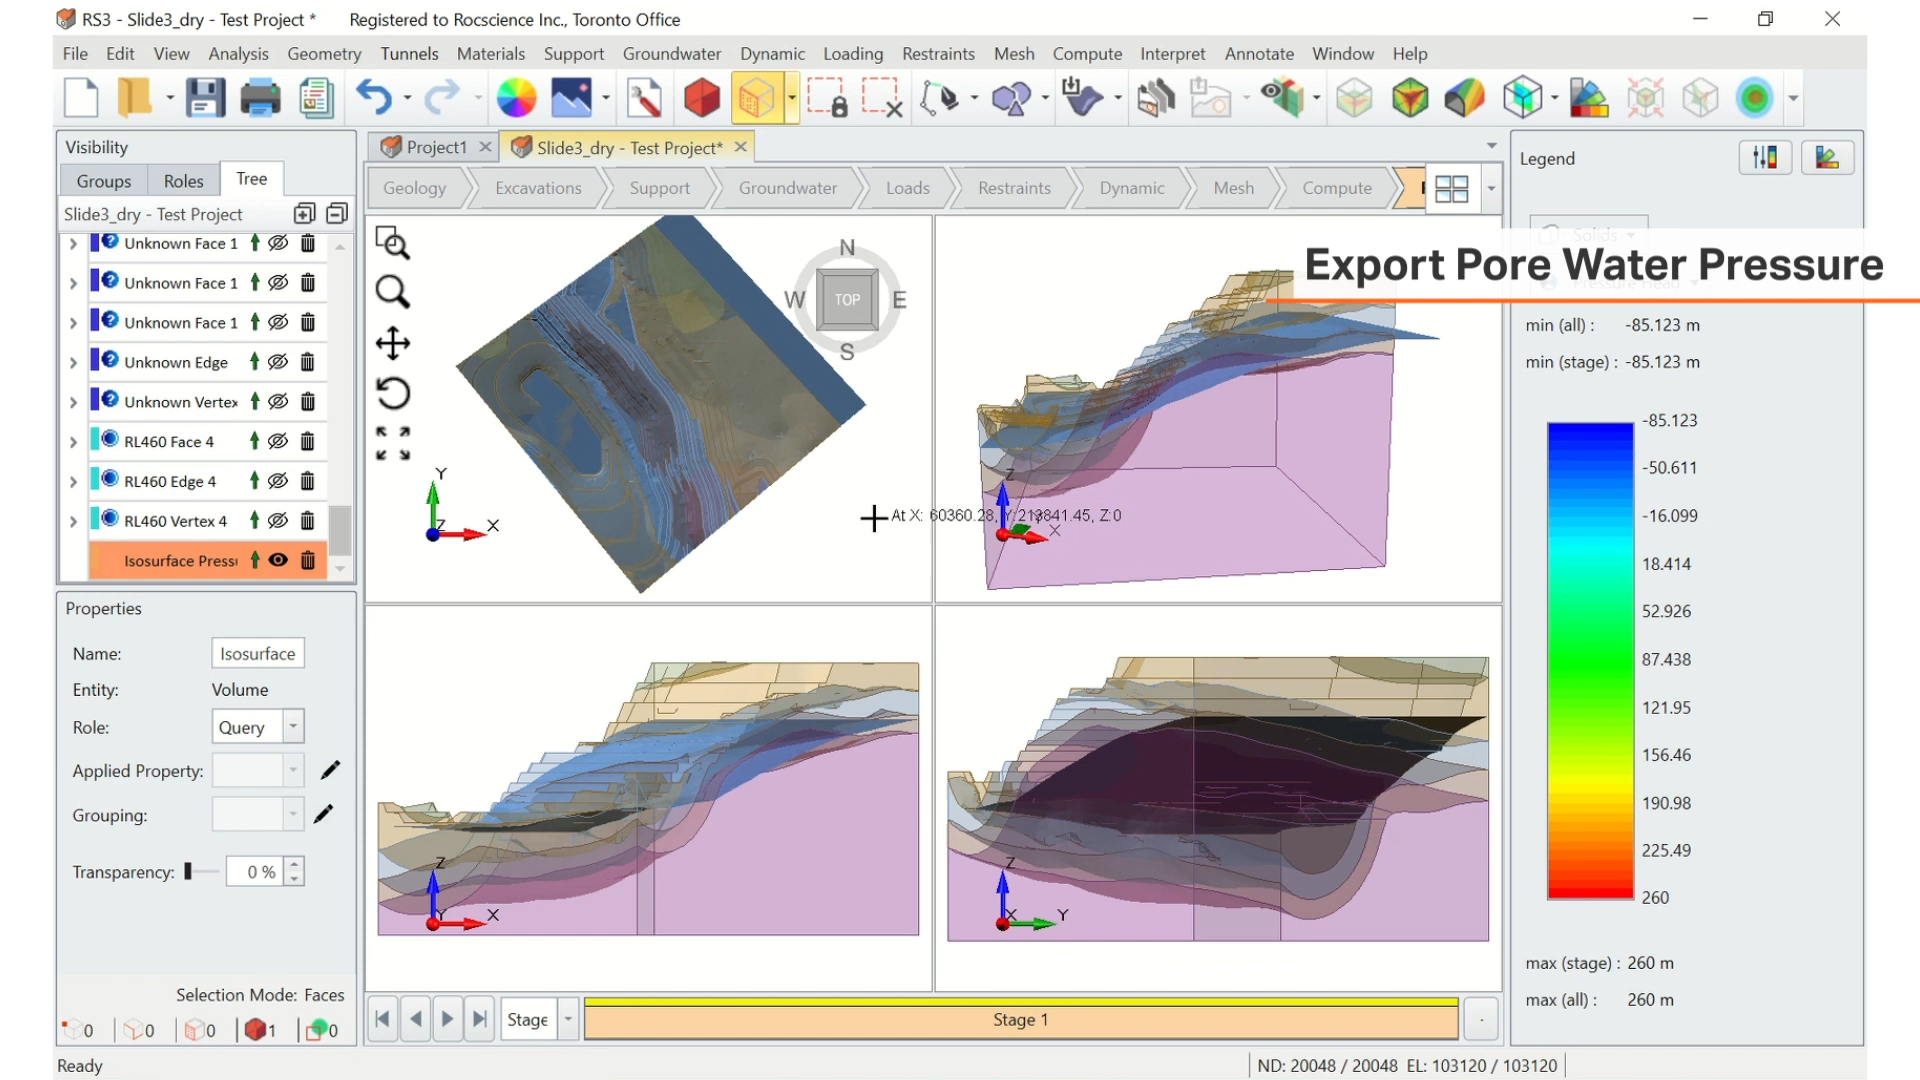 RS3 - Slide3_dry - Test Project *
Registered to Rocscience Inc., Toronto Office
File Edit View Analysis Geometry Tunnels Materials Support Groundwater Dynamic Loading Restraints Mesh Compute Interpret Annotate Window Help
Visibility
Groups Roles Tree
Slide3_dry - Test Project
Unknown Face 1
Unknown Face 1
Unknown Face 1
Unknown Edge
Unknown Vertex
RL460 Face 4
RL460 Edge 4
RL460 Vertex 4
Isosurface Press
Properties
Name: Isosurface
Entity: Volume
Role: Query
Applied Property:
Grouping:
Transparency: 0 %
Selection Mode: Faces
0 0 0 1 0
Ready
Project1
Slide3_dry - Test Project*
Geology Excavations Support Groundwater Loads Restraints Dynamic Mesh Compute
N
W TOP E
S
Y
Z X
At X: 60360.28, Y:213841.45, Z:0
Z
X
Z
Y X
Z
X Y
Stage
Stage 1
Legend
Solids
Export Pore Water Pressure
Pressure Head
min (all) : -85.123 m
min (stage) : -85.123 m
-85.123
-50.611
-16.099
18.414
52.926
87.438
121.95
156.46
190.98
225.49
260
max (stage) : 260 m
max (all) : 260 m
ND: 20048 / 20048 EL: 103120 / 103120